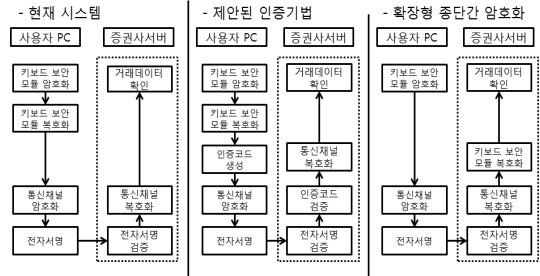 - 현재 시스템
사용자 PC
증권사서버
키보드 보안
모듈 암호화
키보드 보안
모듈 복호화
통신채널
암호화
전자서명
거래데이터
확인
통신채널
복호화
전자서명
검증
- 제안된 인증기법
사용자 PC
증권사서버
키보드 보안
모듈 암호화
키보드 보안
모듈 복호화
인증코드
생성
통신채널
암호화
전자서명
거래데이터
확인
통신채널
복호화
인증코드
검증
전자서명
검증
- 확장형 종단간 암호화
사용자 PC
증권사서버
키보드 보안
모듈 암호화
통신채널
암호화
전자서명
거래데이터
확인
키보드 보안
모듈 복호화
통신채널
복호화
전자서명
검증